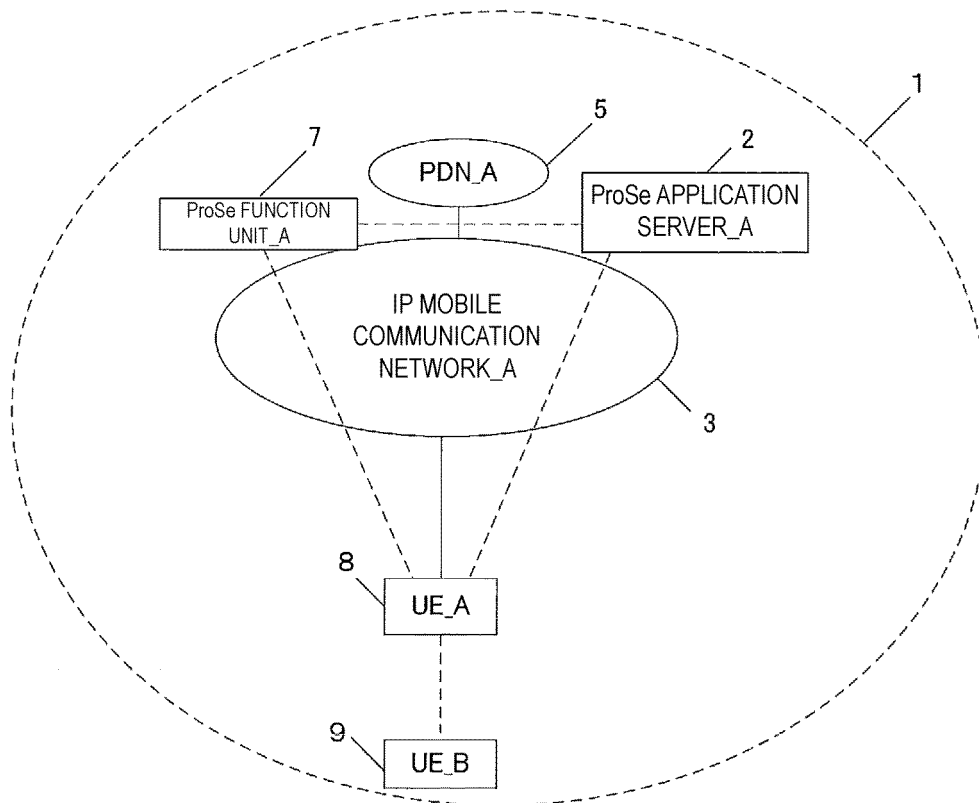 1
5
7
2
PDN_A
ProSe FUNCTION
UNIT_A
ProSe APPLICATION
SERVER_A
IP MOBILE
COMMUNICATION
NETWORK_A
3
8
UE_A
9
UE_B